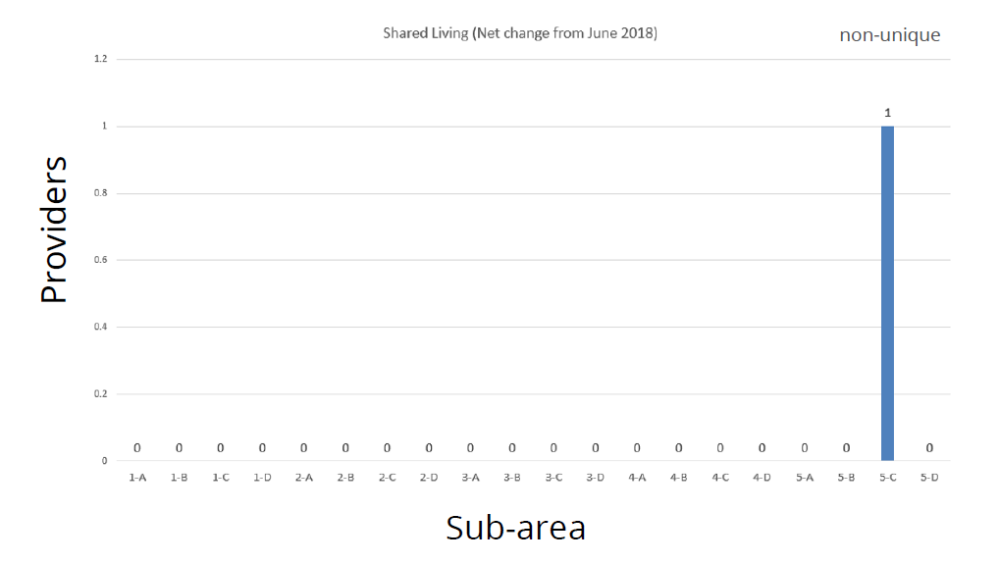 Shared Living (Net change from June 2018)
non-unique
Providers
1.2
1
0.8
0.6
0.4
0.2
0
1
0 0 0 0 0 0 0 0 0 0 0 0 0 0 0 0 0 0 0
1-A 1-B 1-C 1-D 2-A 2-B 2-C 2-D 3-A 3-B 3-C 3-D 4-A 4-B 4-C 4-D 5-A 5-B 5-C 5-D
Sub-area